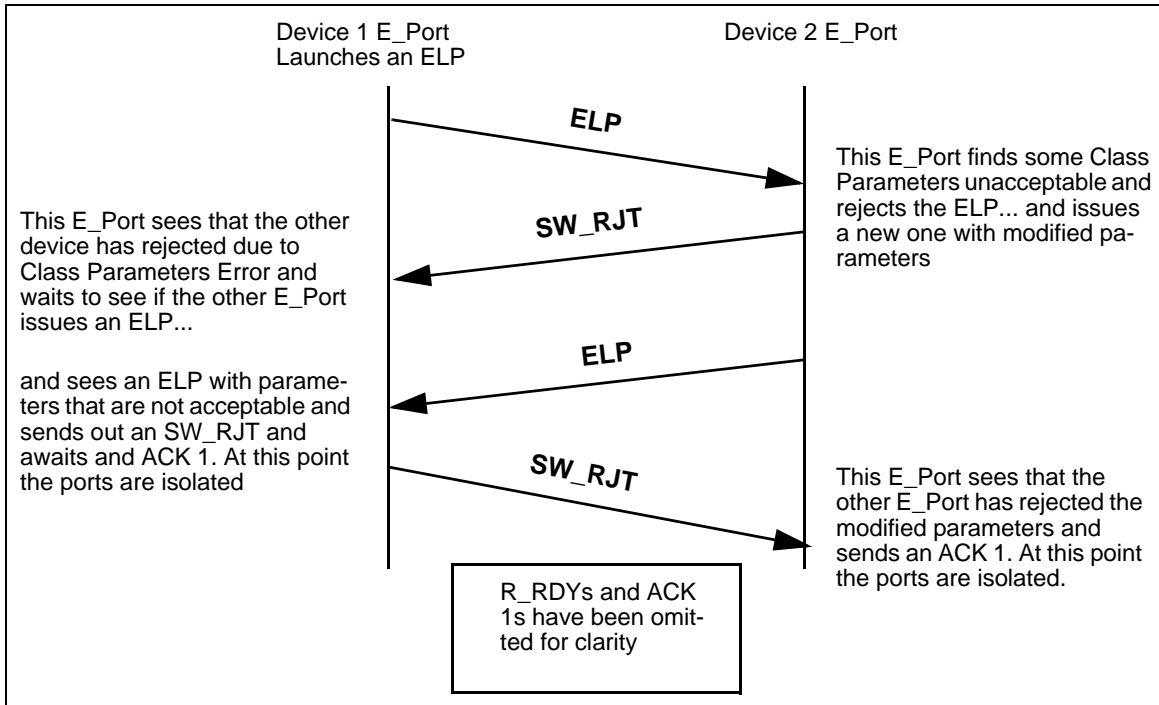 Device 1 E_Port
Launches an ELP
Device 2 E_Port
ELP
This E_Port finds some Class
Parameters unacceptable and
rejects the ELP... and issues
a new one with modified pa-
rameters
SW_RJT
This E_Port sees that the other
device has rejected due to
Class Parameters Error and
waits to see if the other E_Port
issues an ELP...
ELP
and sees an ELP with parame-
ters that are not acceptable and
sends out an SW_RJT and
awaits and ACK 1. At this point
the ports are isolated
SW_RJT
This E_Port sees that the
other E_Port has rejected the
modified parameters and
sends an ACK 1. At this point
the ports are isolated.
R_RDYs and ACK
1s have been omit-
ted for clarity